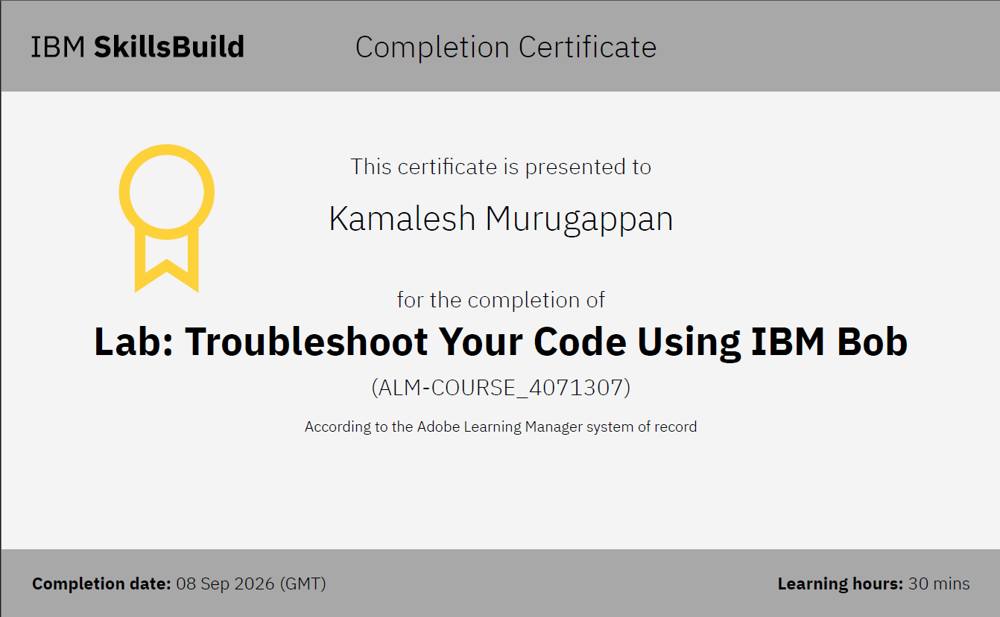 IBM SkillsBuild
Completion Certificate
This certificate is presented to
Kamalesh Murugappan
for the completion of
Lab: Troubleshoot Your Code Using IBM Bob
(ALM-COURSE_4071307)
According to the Adobe Learning Manager system of record
Completion date: 08 Sep 2026 (GMT)
Learning hours: 30 mins